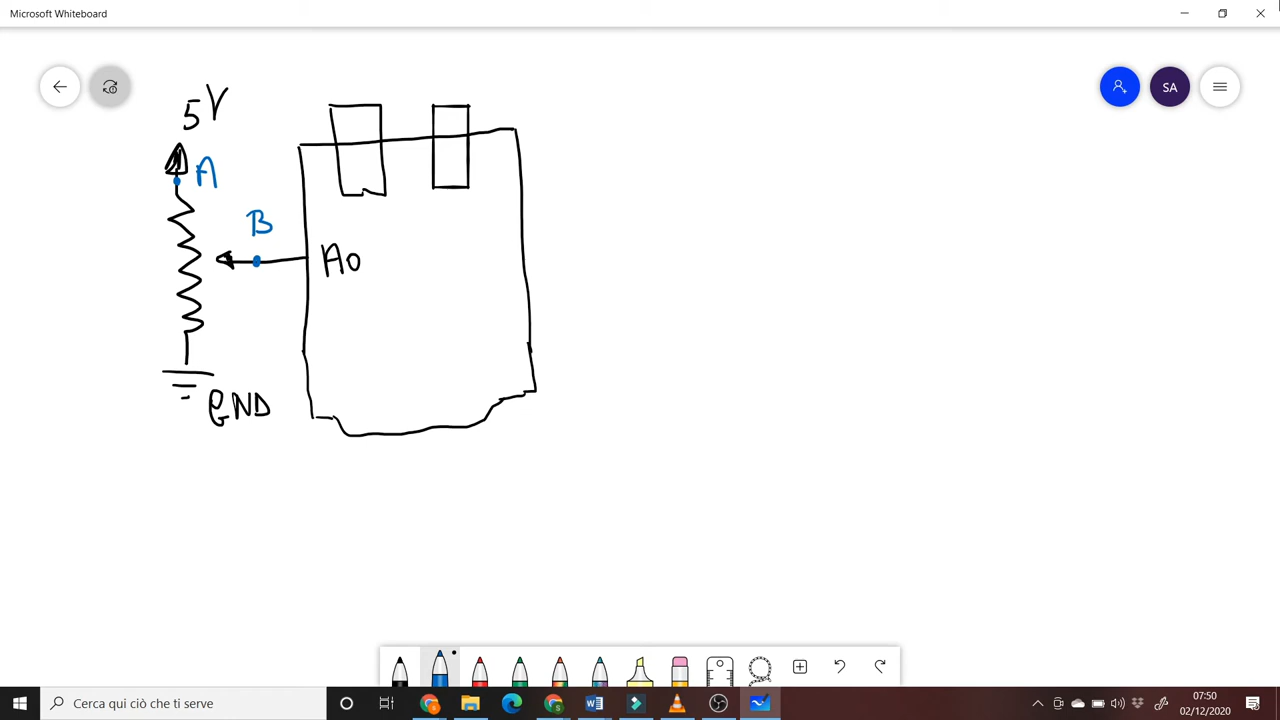 Microsoft Whiteboard
SA
5V
A
B
A0
GND
Cerca qui ciò che ti serve
07:50
02/12/2020